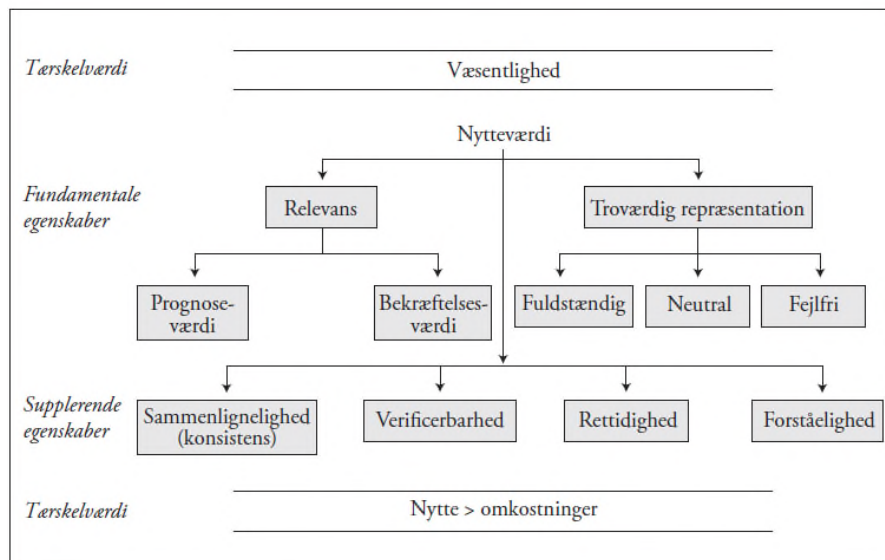 Tærskelværdi
Væsentlighed
Nytteværdi
Fundamentale
egenskaber
Relevans
Troværdig repræsentation
Prognose-
værdi
Bekræftelses-
værdi
Fuldstændig
Neutral
Fejlfri
Supplerende
egenskaber
Sammenlignelighed
(konsistens)
Verificerbarhed
Rettidighed
Forståelighed
Tærskelværdi
Nytte > omkostninger